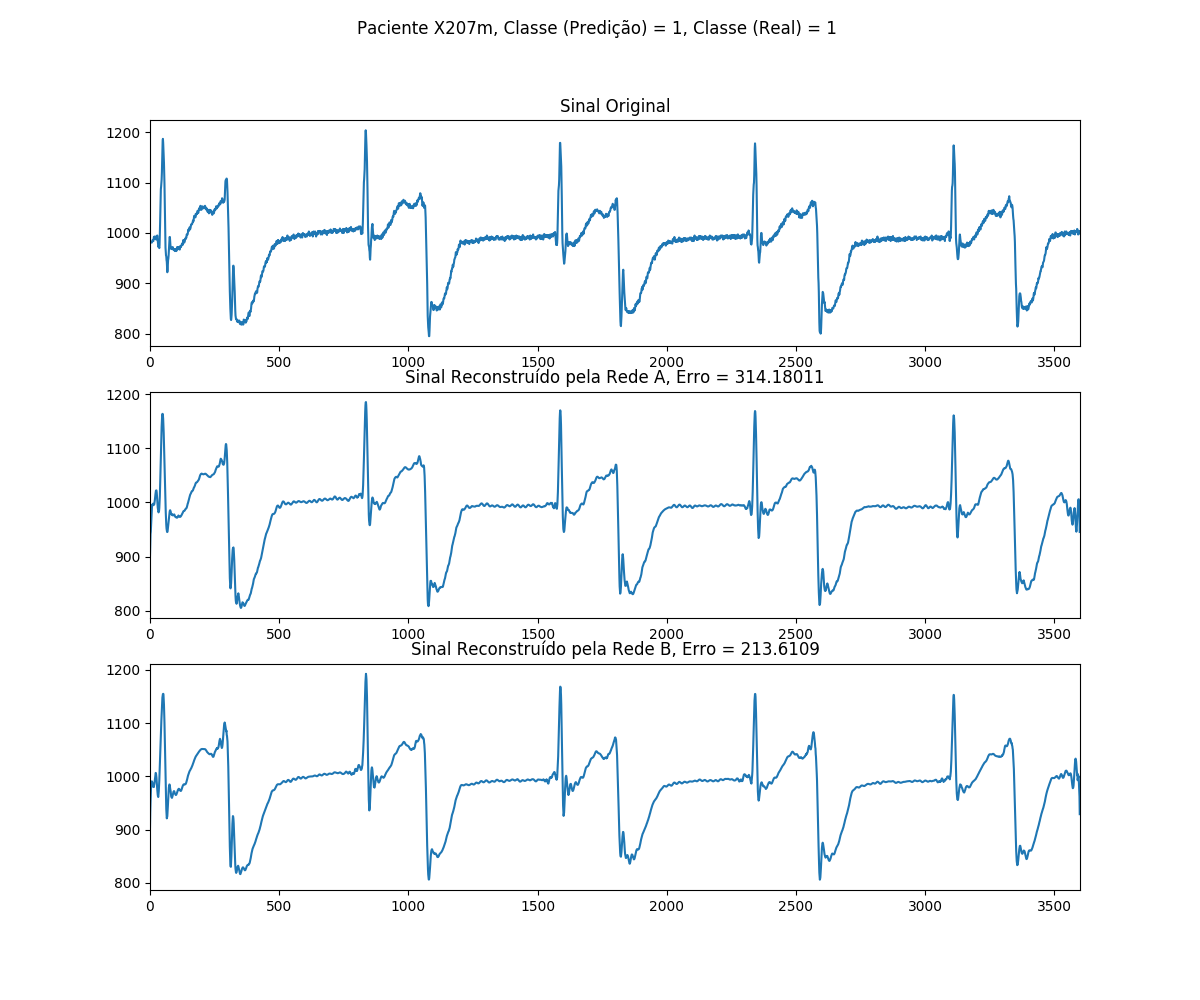 Paciente X207m, Classe (Predição) = 1, Classe (Real) = 1
Sinal Original
1200
1100
1000
900
800
0 500 1000 1500 2000 2500 3000 3500
Sinal Reconstruído pela Rede A, Erro = 314.18011
1200
1100
1000
900
800
0 500 1000 1500 2000 2500 3000 3500
Sinal Reconstruído pela Rede B, Erro = 213.6109
1200
1100
1000
900
800
0 500 1000 1500 2000 2500 3000 3500